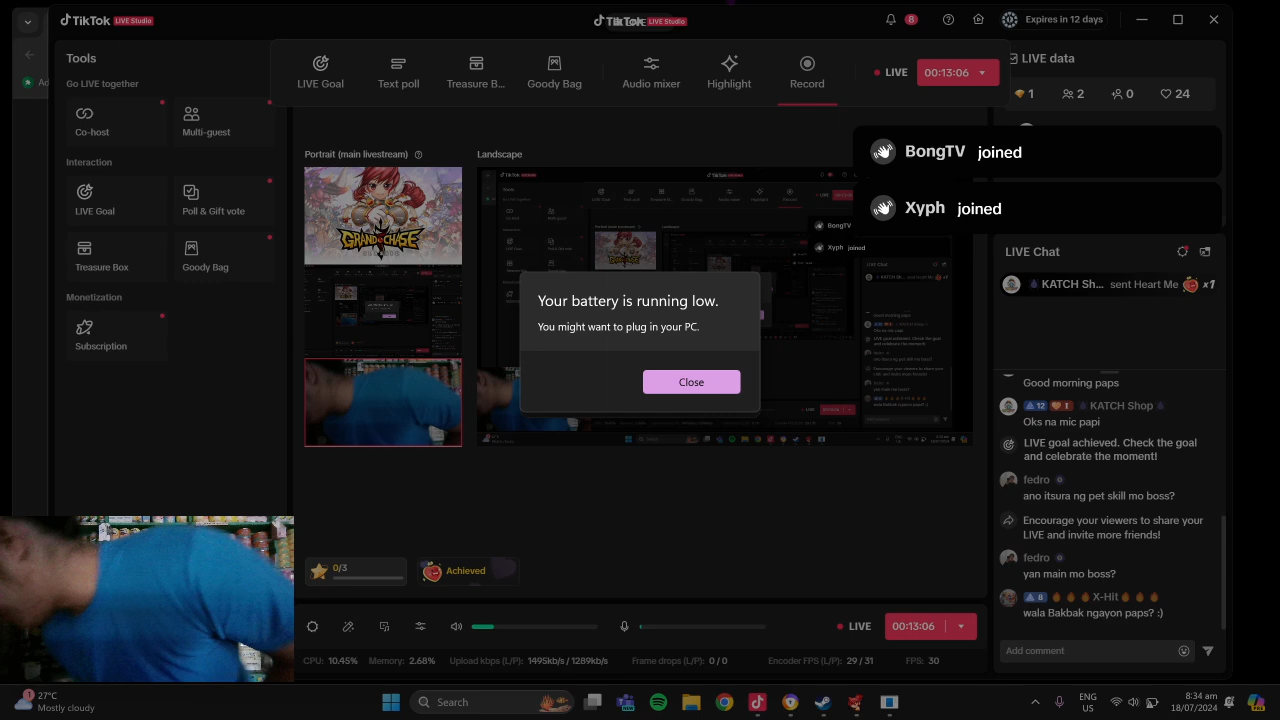 TikTok LIVE Studio
TikTok LIVE Studio
8
Expires in 12 days
Tools
Go LIVE together
Co-host
Multi-guest
Interaction
LIVE Goal
Poll & Gift vote
Treasure Box
Goody Bag
Monetization
Subscription
LIVE Goal
Text poll
Treasure B...
Goody Bag
Audio mixer
Highlight
Record
LIVE
00:13:06
Portrait (main livestream)
Landscape
GRAND CHASE
BongTV
Xyph joined
Your battery is running low.
You might want to plug in your PC.
Close
LIVE data
1
2
0
24
BongTV joined
Xyph joined
LIVE Chat
KATCH Sh... sent Heart Me x1
Good morning paps
12 I KATCH Shop
Oks na mic papi
LIVE goal achieved. Check the goal
and celebrate the moment!
fedro
ano itsura ng pet skill mo boss?
Encourage your viewers to share your
LIVE and invite more friends!
fedro
yan main mo boss?
8 X-Hit
wala Bakbak ngayon paps? :)
Add comment
0/3
Achieved
LIVE
00:13:06
CPU: 10.45%
Memory: 2.68%
Upload kbps (L/P): 1495kb/s / 1289kb/s
Frame drops (L/P): 0 / 0
Encoder FPS (L/P): 29 / 31
FPS: 30
1
27°C
Mostly cloudy
Search
ENG
US
8:34 am
18/07/2024